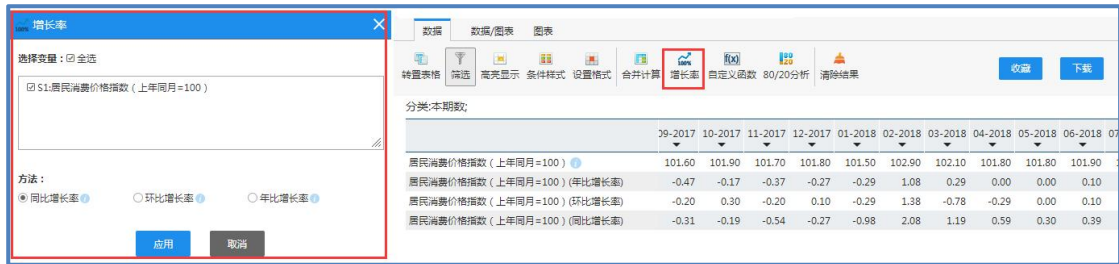 增长率
选择变量：全选
S1:居民消费价格指数（上年同月=100）
方法：
同比增长率 环比增长率 年比增长率
应用 取消
数据 数据/图表 图表
转置表格 筛选 高亮显示 条件样式 设置格式 合并计算 增长率 自定义函数 80/20分析 清除结果 收藏 下载
分类:本期数;
09-2017 10-2017 11-2017 12-2017 01-2018 02-2018 03-2018 04-2018 05-2018 06-2018 07
居民消费价格指数（上年同月=100） 101.60 101.90 101.70 101.80 101.50 102.90 102.10 101.80 101.80 101.90
居民消费价格指数（上年同月=100）(年比增长率) -0.47 -0.17 -0.37 -0.27 -0.29 1.08 0.29 0.00 0.00 0.10
居民消费价格指数（上年同月=100）(环比增长率) -0.20 0.30 -0.20 0.10 -0.29 1.38 -0.78 -0.29 0.00 0.10
居民消费价格指数（上年同月=100）(同比增长率) -0.31 -0.19 -0.54 -0.27 -0.98 2.08 1.19 0.59 0.30 0.39